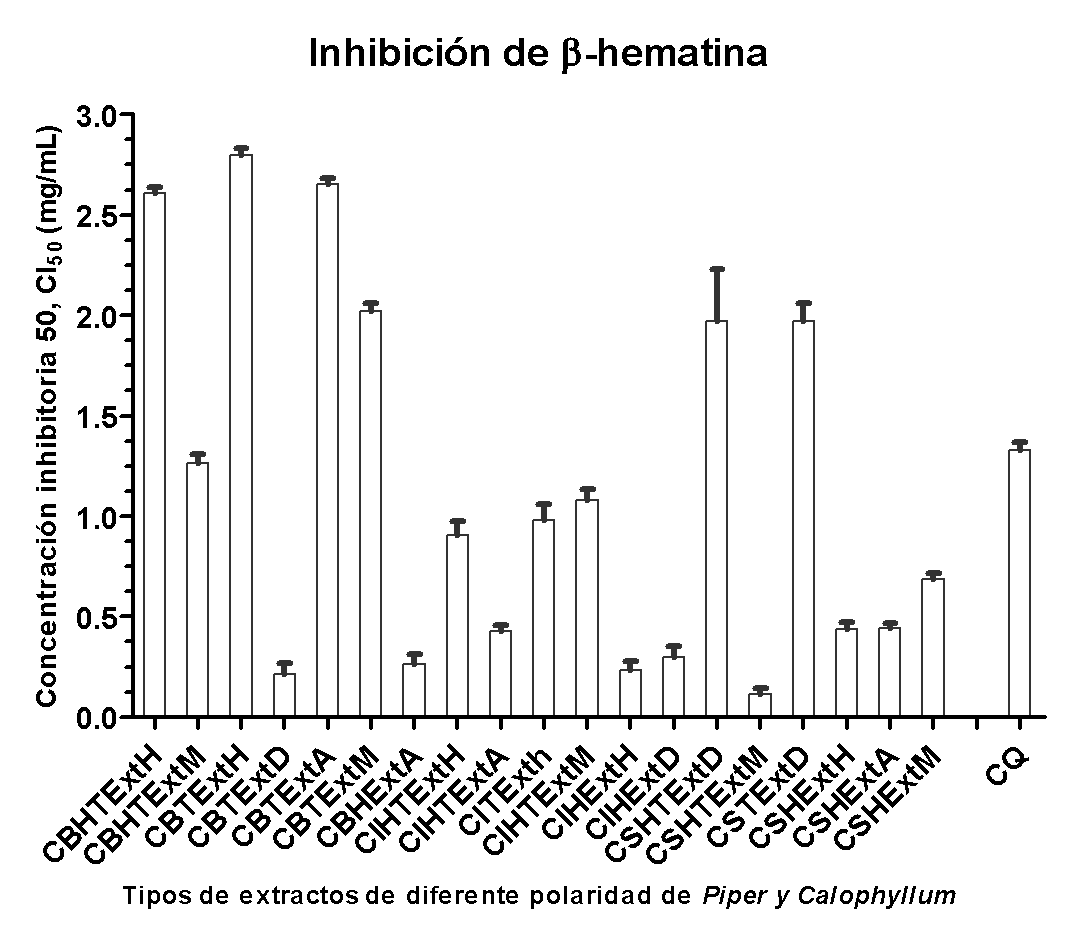 Inhibición de β-hematina
Concentración inhibitoria 50, CI₅₀ (mg/mL)
3.0
2.5
2.0
1.5
1.0
0.5
0.0
CBHTExtH
CBHTExtM
CBTExtH
CBTExtD
CBTExtA
CBTExtM
CBHExtA
CIHTExtH
CIHTExtA
CITExth
CIHTExtM
CIHExtH
CIHExtD
CSHTExtD
CSHTExtM
CSTExtD
CSHExtH
CSHExtA
CSHExtM
CQ
Tipos de extractos de diferente polaridad de Piper y Calophyllum